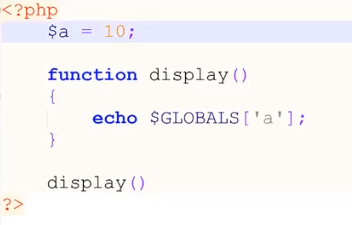 <?php
$a = 10;
function display()
{
echo $GLOBALS['a'];
}
display()
?>